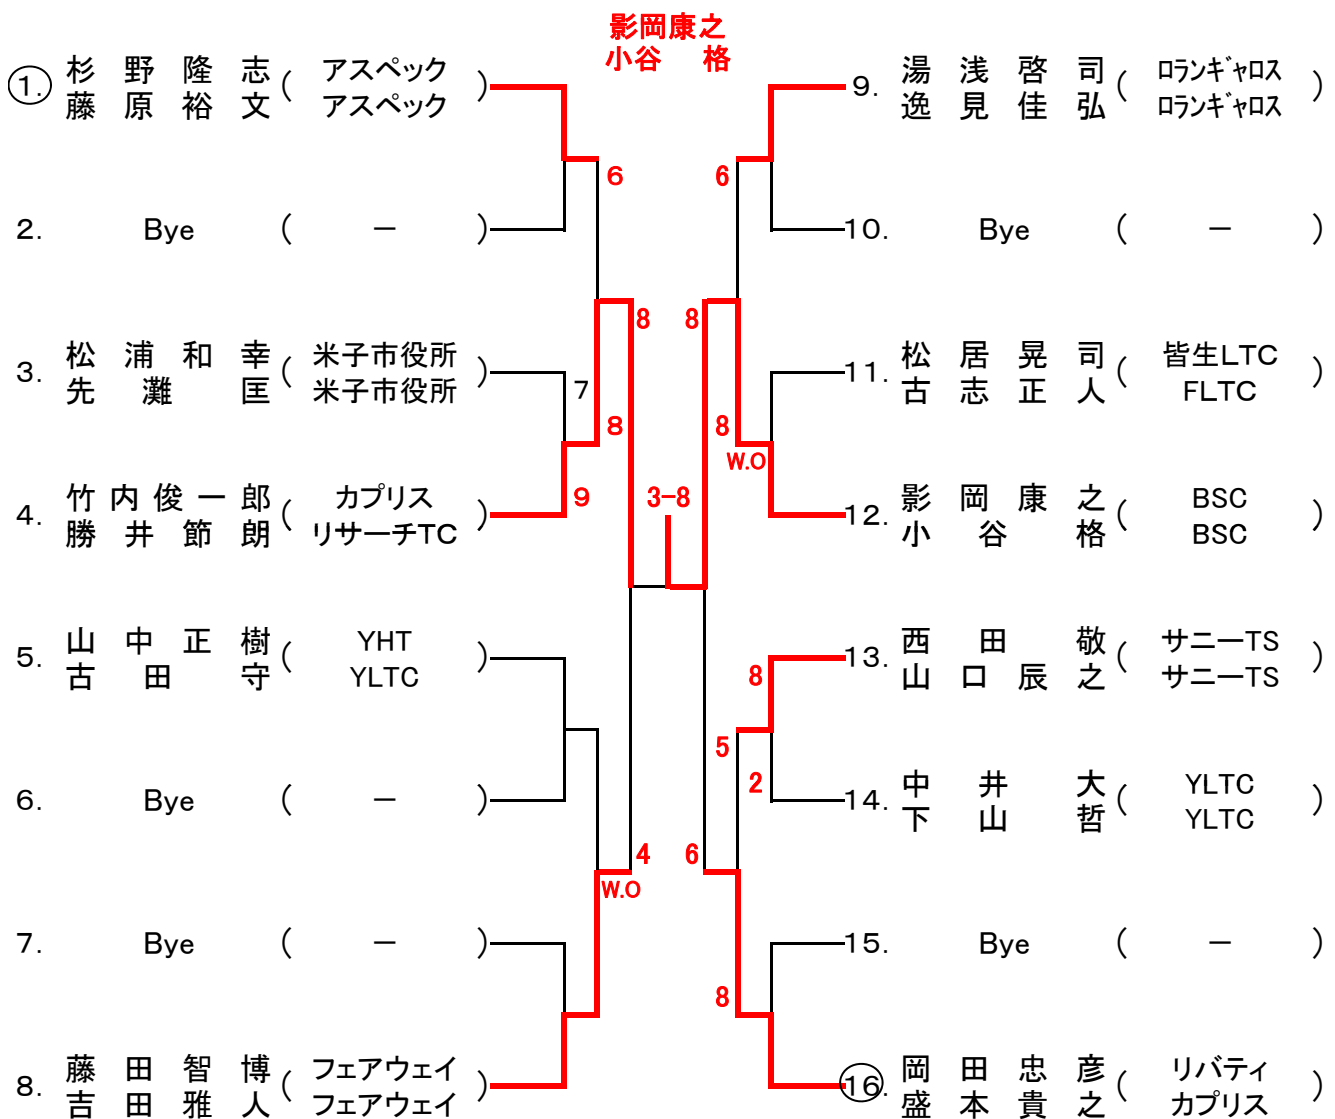 影岡康之
小谷 格
1. 杉野隆志 ( アスペック )
藤原裕文 アスペック
2. Bye ( − )
3. 松浦和幸 ( 米子市役所 )
先灘匡 米子市役所
4. 竹内俊一郎 ( カプリス )
勝井節朗 リサーチTC
5. 山中正樹 ( YHT )
古田守 YLTC
6. Bye ( − )
7. Bye ( − )
8. 藤田智博 ( フェアウェイ )
吉田雅人 フェアウェイ
6
7
9
8
8
4
W.O
3-8
6
8
8
W.O
8
2
5
6
8
9. 湯浅啓司 ( ロランギャロス )
逸見佳弘 ロランギャロス
10. Bye ( − )
11. 松居晃司 ( 皆生LTC )
古志正人 FLTC
12. 影岡康之 ( BSC )
小谷格 BSC
13. 西田敬 ( サニーTS )
山口辰之 サニーTS
14. 中井大 ( YLTC )
下山哲 YLTC
15. Bye ( − )
16. 岡田忠彦 ( リバティ )
盛本貴之 カプリス